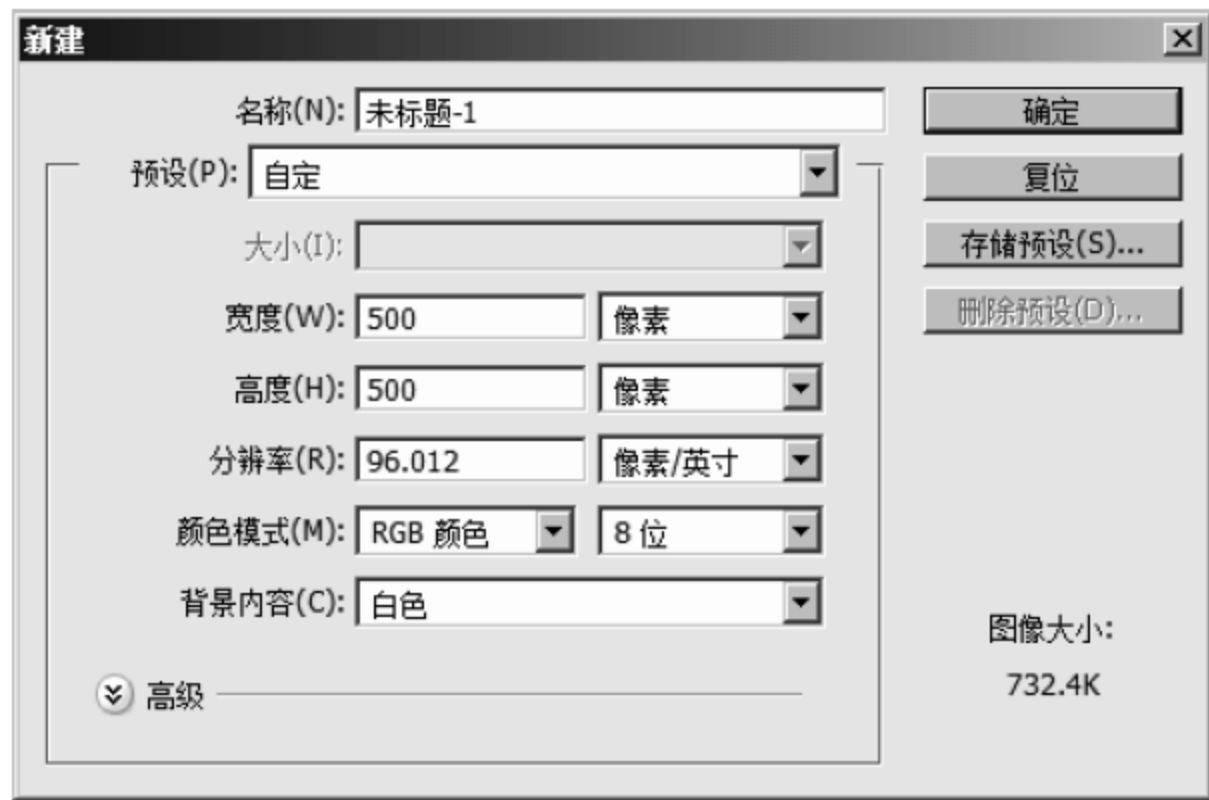 新建
名称(N): 未标题-1 确定
预设(P): 自定 复位
大小(I): 存储预设(S)...
宽度(W): 500 像素 删除预设(D)...
高度(H): 500 像素
分辨率(R): 96.012 像素/英寸
颜色模式(M): RGB 颜色 8 位
背景内容(C): 白色
图像大小:
高级 732.4K